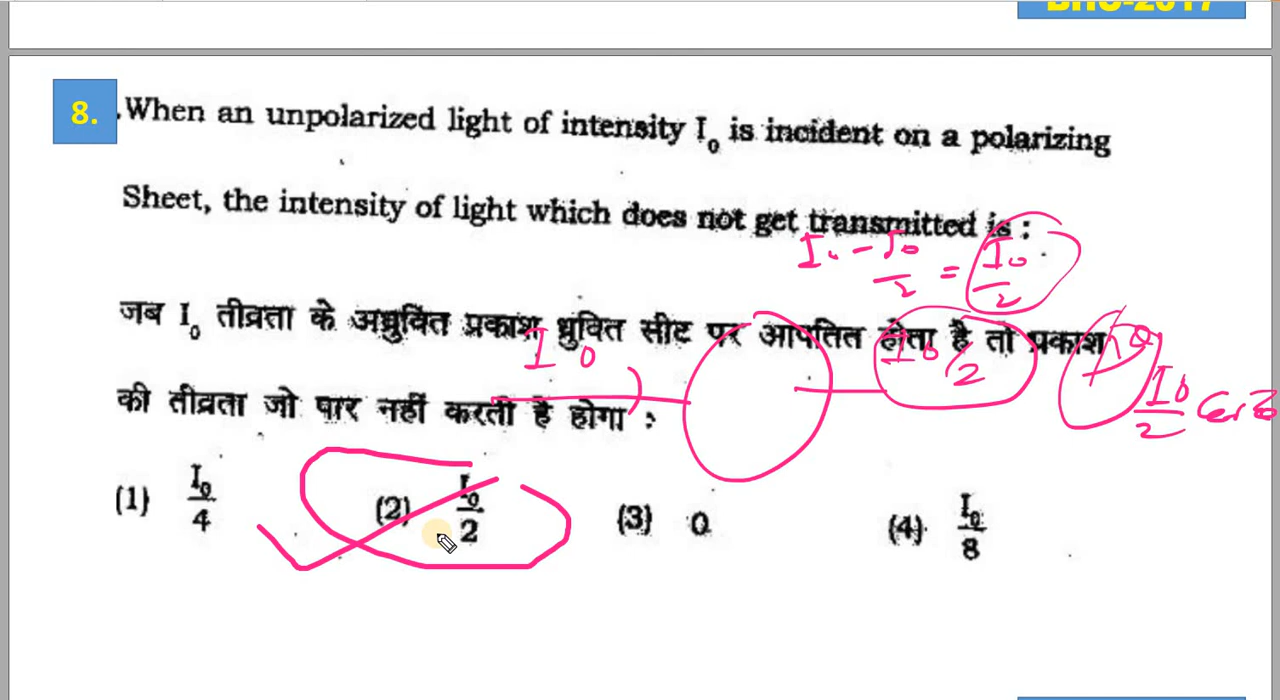 BHU-2017
8. .When an unpolarized light of intensity I₀ is incident on a polarizing
Sheet, the intensity of light which does not get transmitted is :
I₀ - I₀/2 = I₀/2
जब I₀ तीव्रता के अध्रुवित प्रकाश ध्रुवित सीट पर आपतित होता है तो प्रकाश
I₀
I₀/2
की तीव्रता जो पार नहीं करती है होगा :
I₀/2
(1) I₀/4 (2) I₀/2 (3) 0 (4) I₀/8